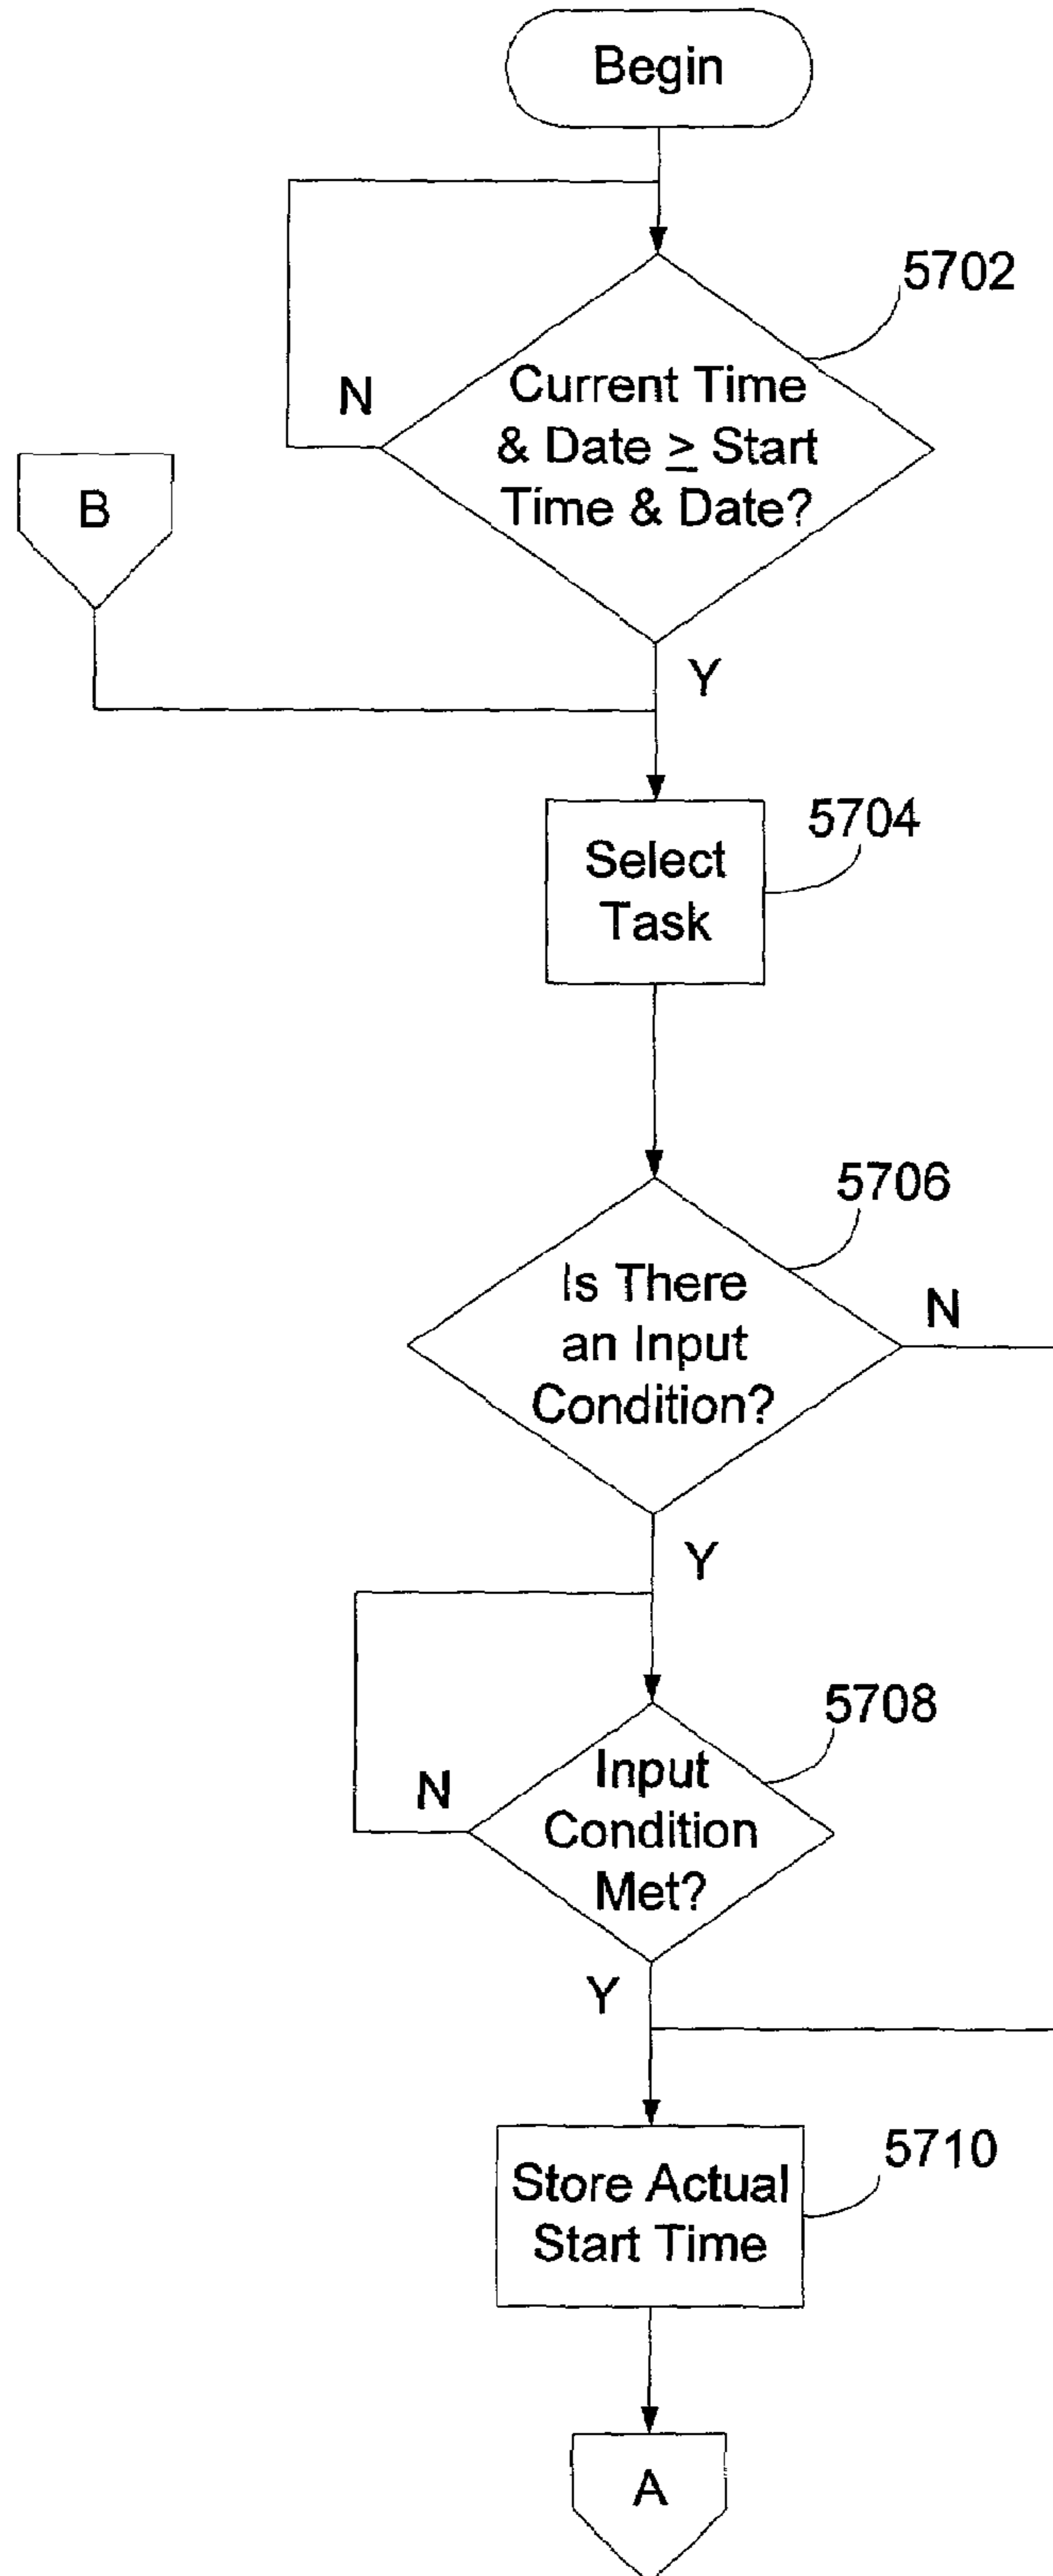 Begin
5702
N
Current Time
& Date ≥ Start
Time & Date?
B
Y
5704
Select
Task
5706
Is There
an Input
Condition?
N
Y
5708
Input
Condition
Met?
N
Y
5710
Store Actual
Start Time
A